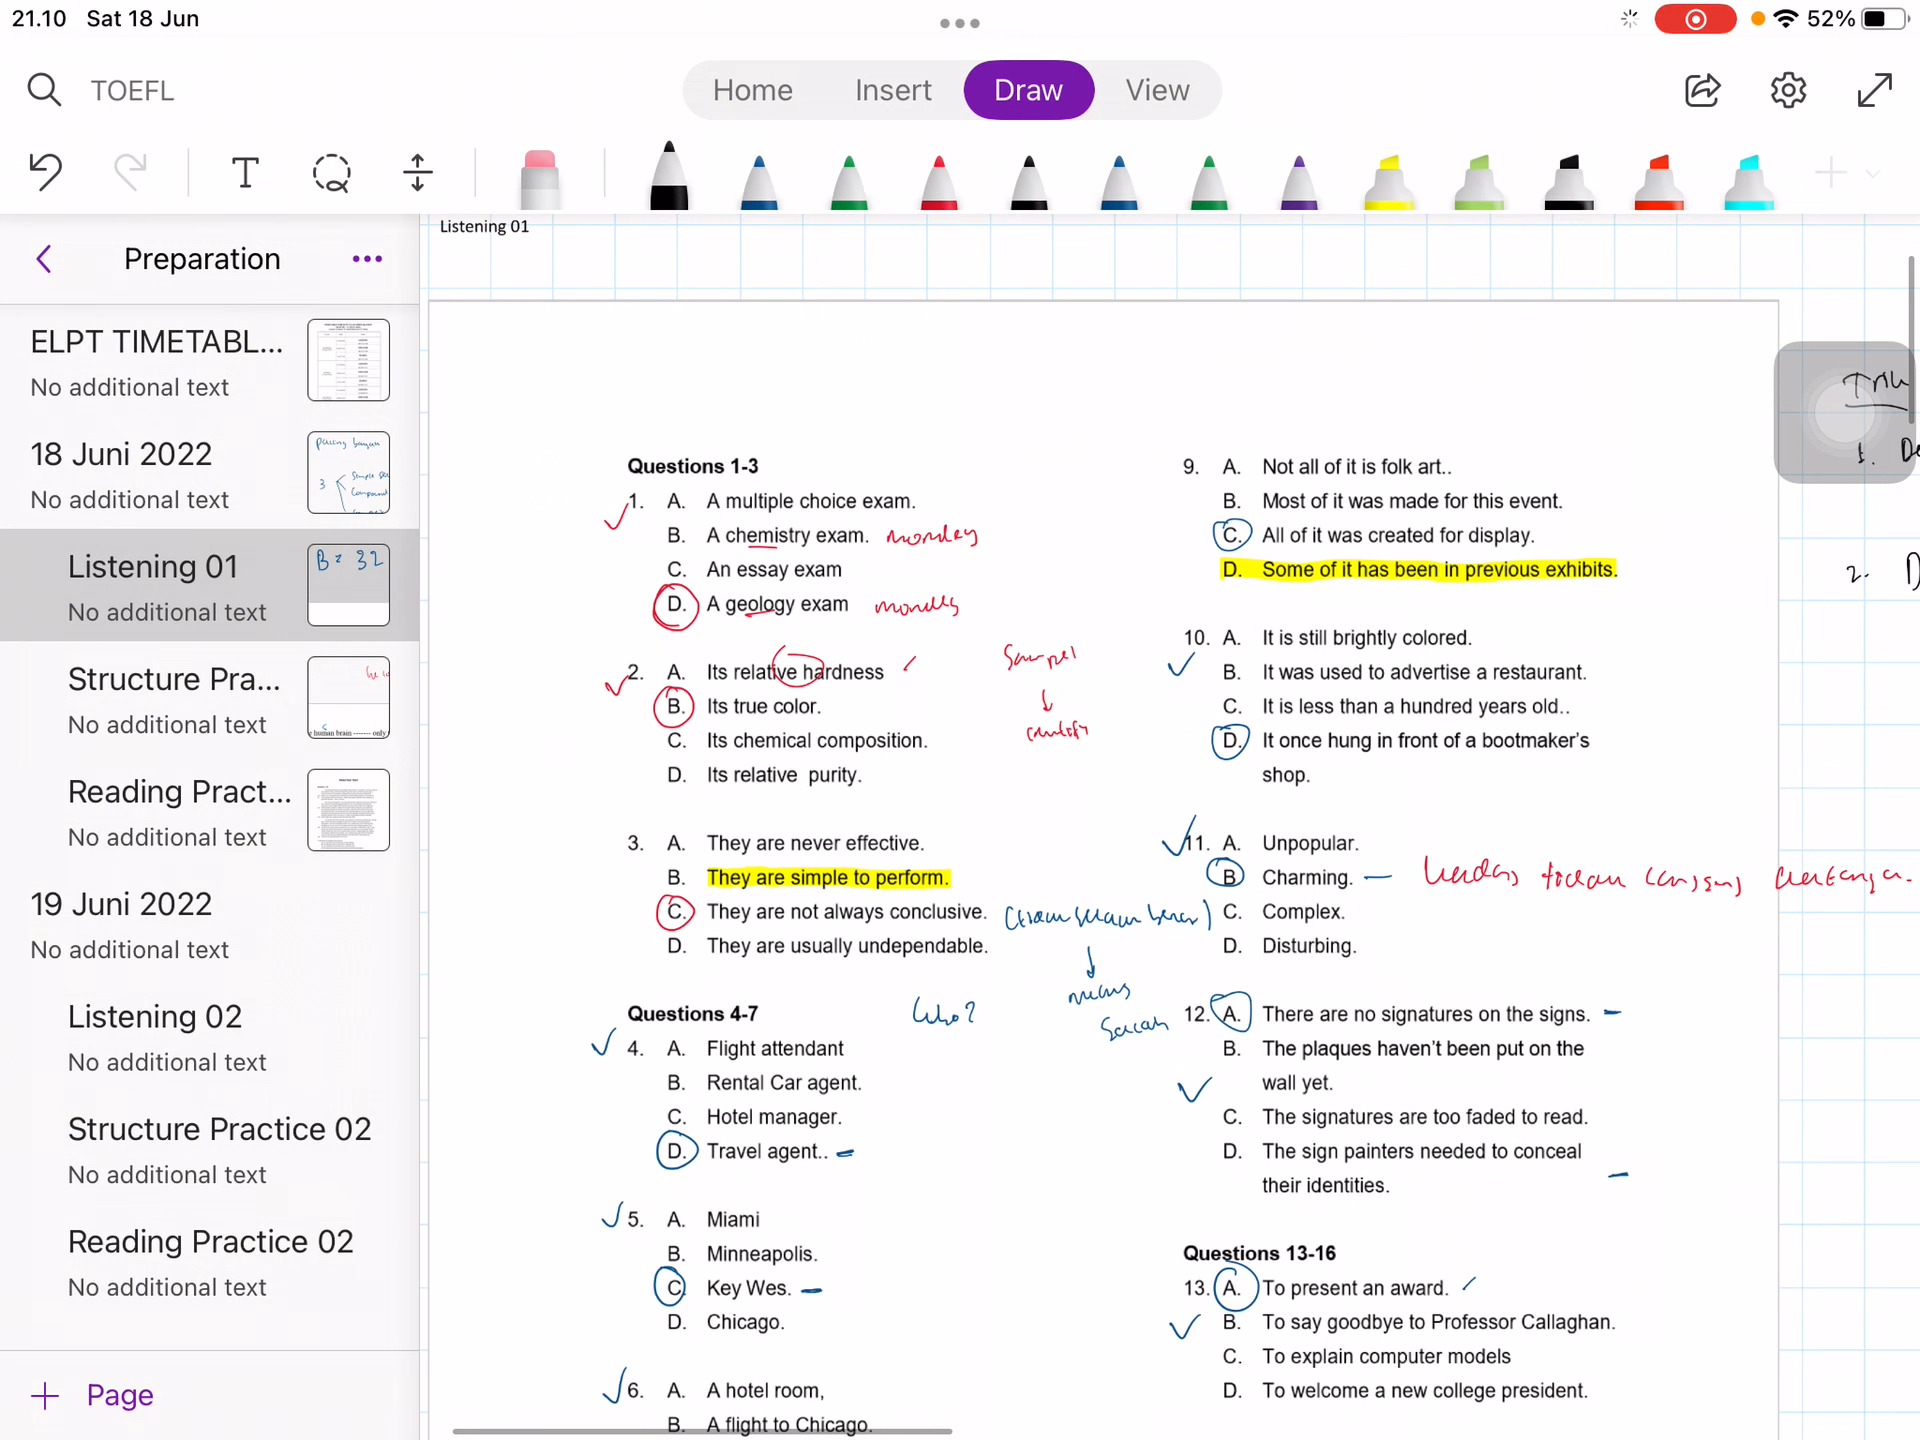 21.10 Sat 18 Jun
52%
TOEFL
Home Insert Draw View
Preparation
ELPT TIMETABL...
No additional text
18 Juni 2022
No additional text
Listening 01
No additional text
B = 32
Structure Pra...
No additional text
Reading Pract...
No additional text
19 Juni 2022
No additional text
Listening 02
No additional text
Structure Practice 02
No additional text
Reading Practice 02
No additional text
Page
Listening 01
Questions 1-3
1. A. A multiple choice exam.
B. A chemistry exam. monday
C. An essay exam
D. A geology exam
2. A. Its relative hardness
B. Its true color.
C. Its chemical composition.
D. Its relative purity.
Sampel
3. A. They are never effective.
B. They are simple to perform.
C. They are not always conclusive.
D. They are usually undependable.
Questions 4-7
Who?
4. A. Flight attendant
B. Rental Car agent.
C. Hotel manager.
D. Travel agent..
5. A. Miami
B. Minneapolis.
C. Key Wes.
D. Chicago.
6. A. A hotel room,
B. A flight to Chicago.
9. A. Not all of it is folk art..
B. Most of it was made for this event.
C. All of it was created for display.
D. Some of it has been in previous exhibits.
10. A. It is still brightly colored.
B. It was used to advertise a restaurant.
C. It is less than a hundred years old..
D. It once hung in front of a bootmaker's
shop.
11. A. Unpopular.
B. Charming.
C. Complex.
D. Disturbing.
12. A. There are no signatures on the signs.
B. The plaques haven't been put on the
wall yet.
C. The signatures are too faded to read.
D. The sign painters needed to conceal
their identities.
Questions 13-16
13. A. To present an award.
B. To say goodbye to Professor Callaghan.
C. To explain computer models
D. To welcome a new college president.
1.
2.